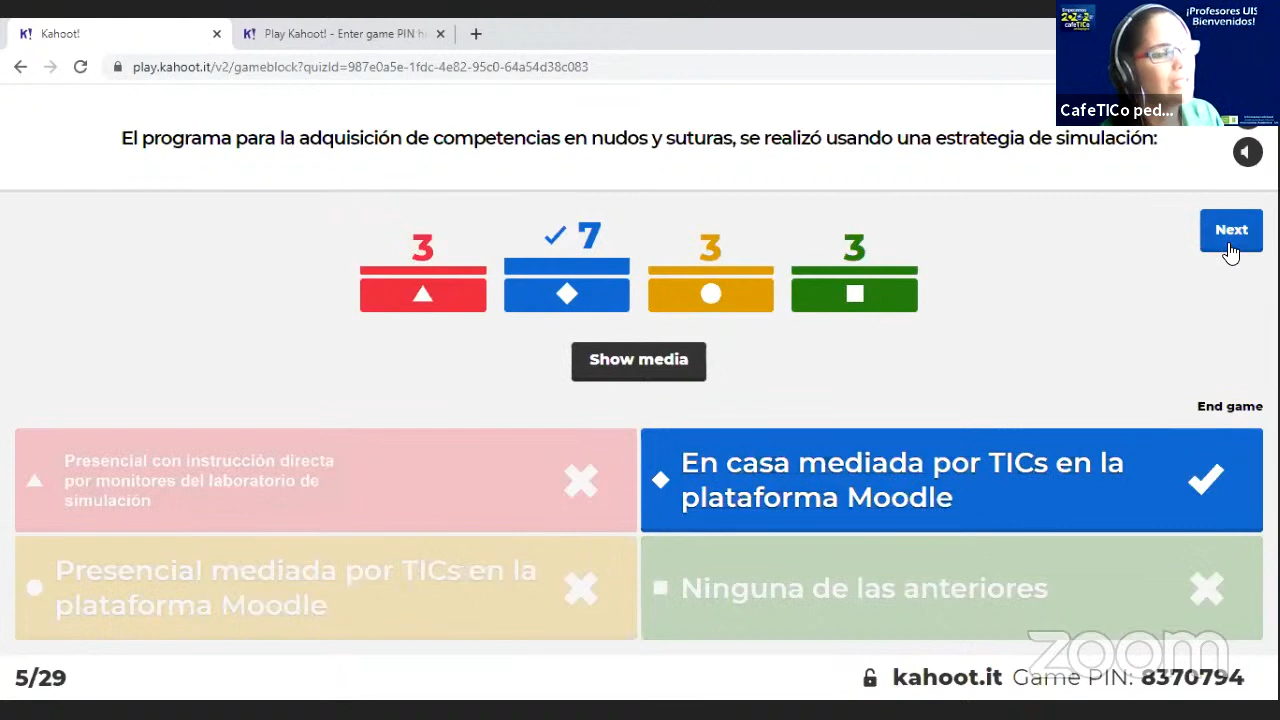 Kahoot!
Play Kahoot! - Enter game PIN h
play.kahoot.it/v2/gameblock?quizId=987e0a5e-1fdc-4e82-95c0-64a54d38c083
Empezamos
2020-2
cafeTICo
¡Profesores UIS
Bienvenidos!
CafeTICo ped...
El programa para la adquisición de competencias en nudos y suturas, se realizó usando una estrategia de simulación:
Next
3
7
3
3
Show media
End game
Presencial con instrucción directa
por monitores del laboratorio de
simulación
En casa mediada por TICs en la
plataforma Moodle
Presencial mediada por TICs en la
plataforma Moodle
Ninguna de las anteriores
zoom
5/29
kahoot.it Game PIN: 8370794